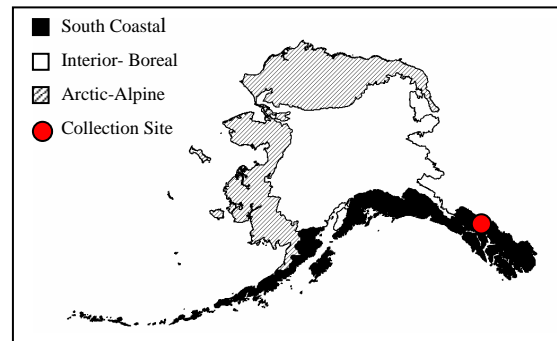 South Coastal
Interior- Boreal
Arctic-Alpine
Collection Site